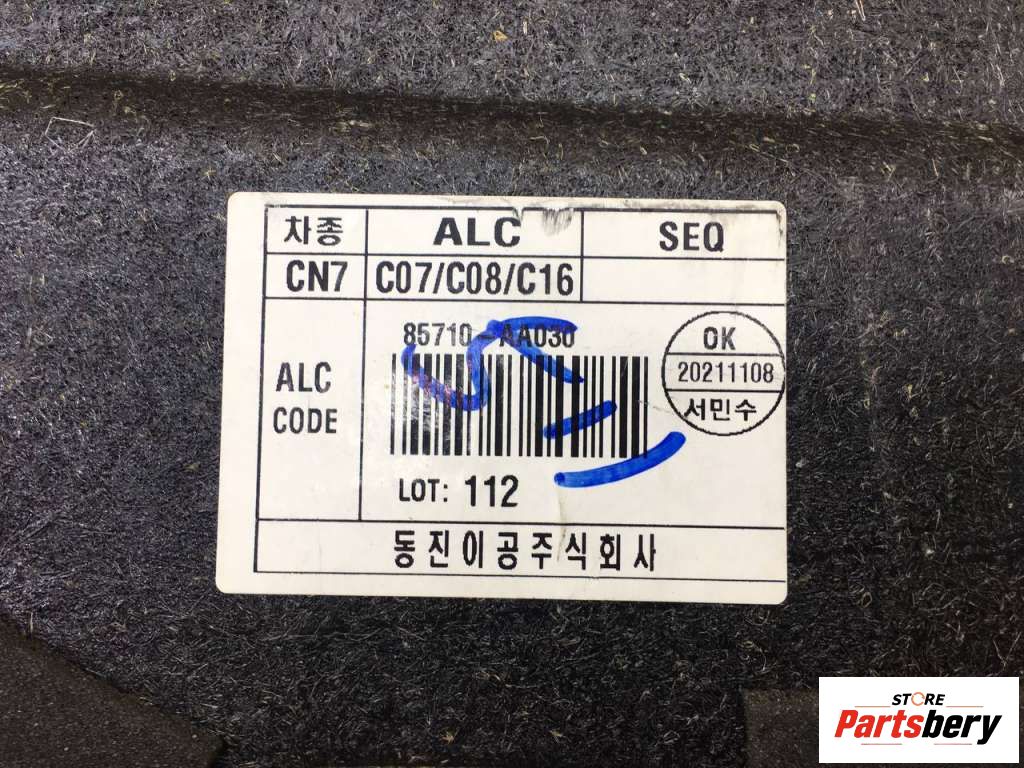 차종 ALC SEQ
CN7 C07/C08/C16
85710-AA030
ALC
CODE
OK
20211108
서민수
LOT: 112
동진이공주식회사
STORE
Partsbery